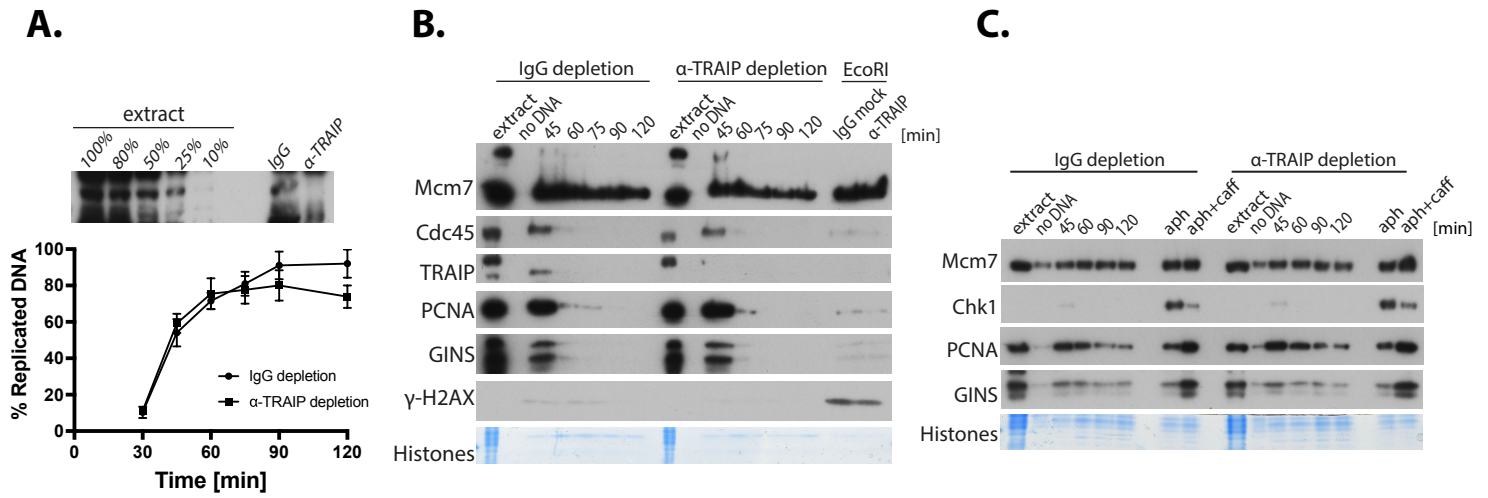 A.
extract
100% 80% 50% 25% 10% IgG α-TRAIP
% Replicated DNA
100
80
60
40
20
0
IgG depletion
α-TRAIP depletion
0 30 60 90 120
Time [min]
B.
IgG depletion α-TRAIP depletion EcoRI
extract no DNA 45 60 75 90 120 extract no DNA 45 60 75 90 120 IgG mock α-TRAIP [min]
Mcm7
Cdc45
TRAIP
PCNA
GINS
γ-H2AX
Histones
C.
IgG depletion α-TRAIP depletion
extract no DNA 45 60 90 120 aph aph+caff extract no DNA 45 60 90 120 aph aph+caff [min]
Mcm7
Chk1
PCNA
GINS
Histones